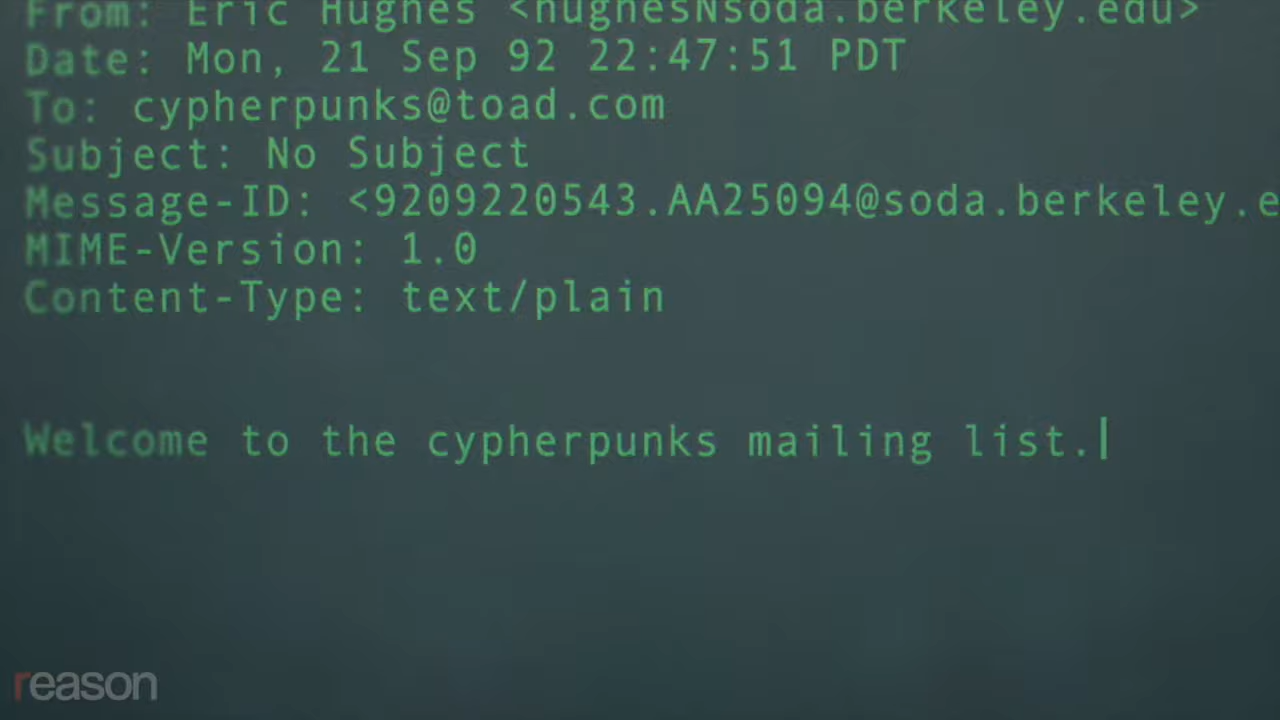 From: Eric Hughes <hughesNsoda.berkeley.edu>
Date: Mon, 21 Sep 92 22:47:51 PDT
To: cypherpunks@toad.com
Subject: No Subject
Message-ID: <9209220543.AA25094@soda.berkeley.e
MIME-Version: 1.0
Content-Type: text/plain
Welcome to the cypherpunks mailing list.
reason